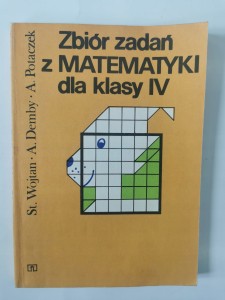 Zbiór zadań
z MATEMATYKI
dla klasy IV
St. Wojtan · A. Demby · A. Potaczek